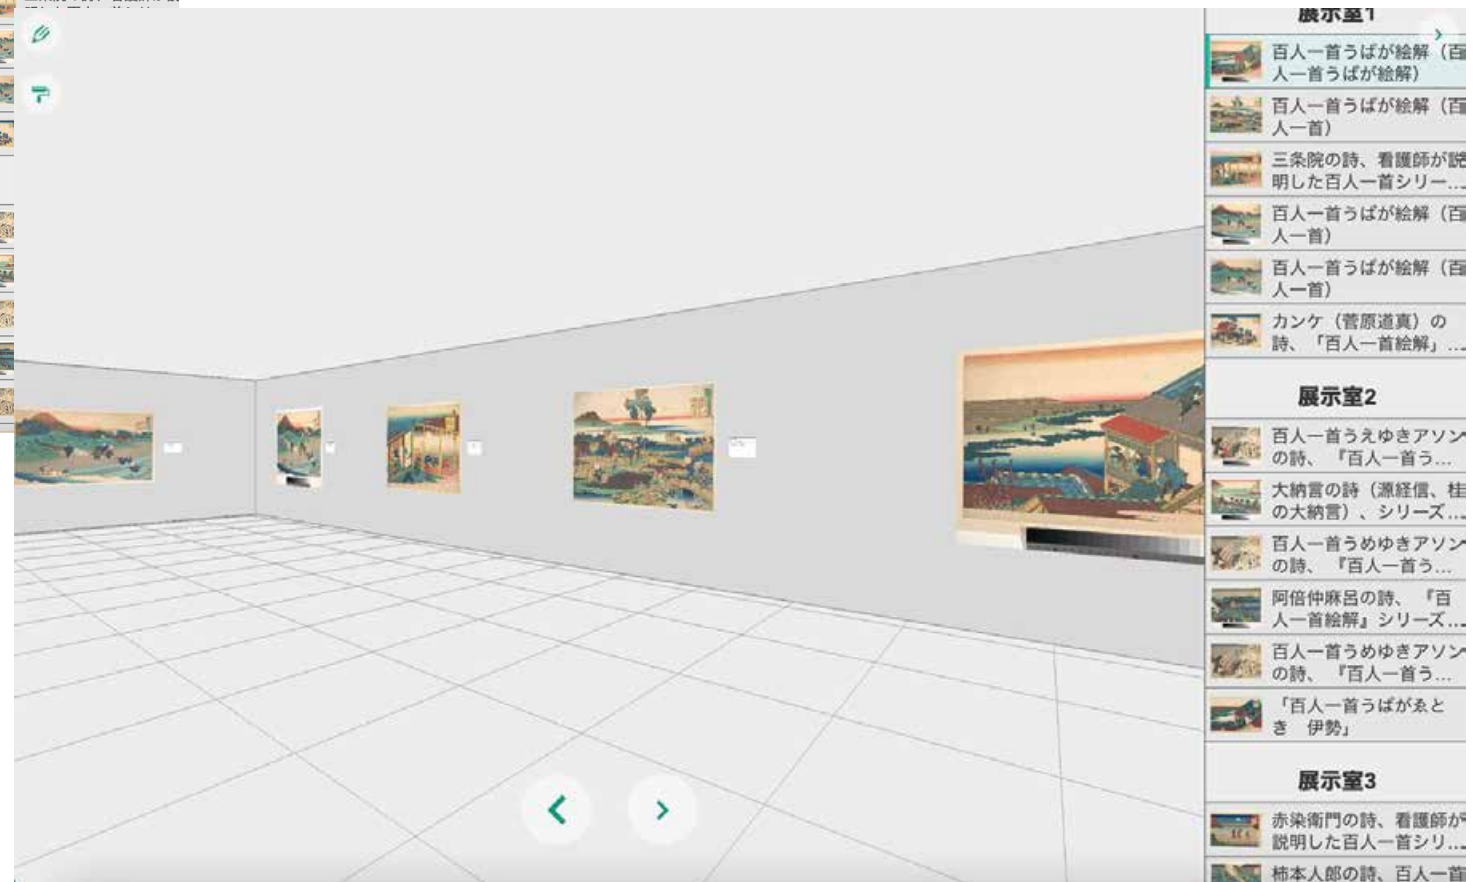 展示室1
百人一首うばが絵解（百
人一首うばが絵解）
百人一首うばが絵解（百
人一首）
三条院の詩、看護師が説
明した百人一首シリー...
百人一首うばが絵解（百
人一首）
百人一首うばが絵解（百
人一首）
カンケ（菅原道真）の
詩、「百人一首絵解」...
展示室2
百人一首うえゆきアソン
の詩、『百人一首う...
大納言の詩（源経信、桂
の大納言）、シリーズ...
百人一首うめゆきアソン
の詩、『百人一首う...
阿倍仲麻呂の詩、『百
人一首絵解』シリーズ...
百人一首うめゆきアソン
の詩、『百人一首う...
「百人一首うばがゑと
き　伊勢」
展示室3
赤染衛門の詩、看護師が
説明した百人一首シリ...
柿本人郎の詩、百人一首